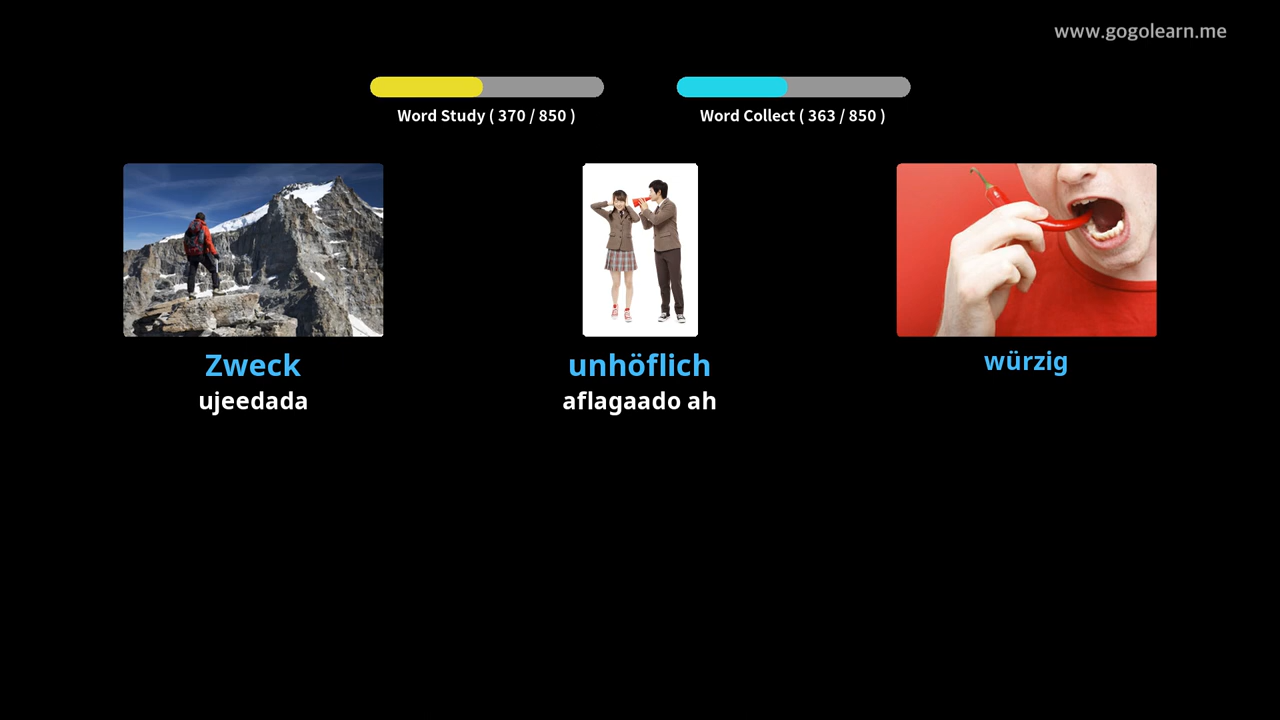 www.gogolearn.me
Word Study ( 370 / 850 )
Word Collect ( 363 / 850 )
Zweck
ujeedada
unhöflich
aflagaado ah
würzig